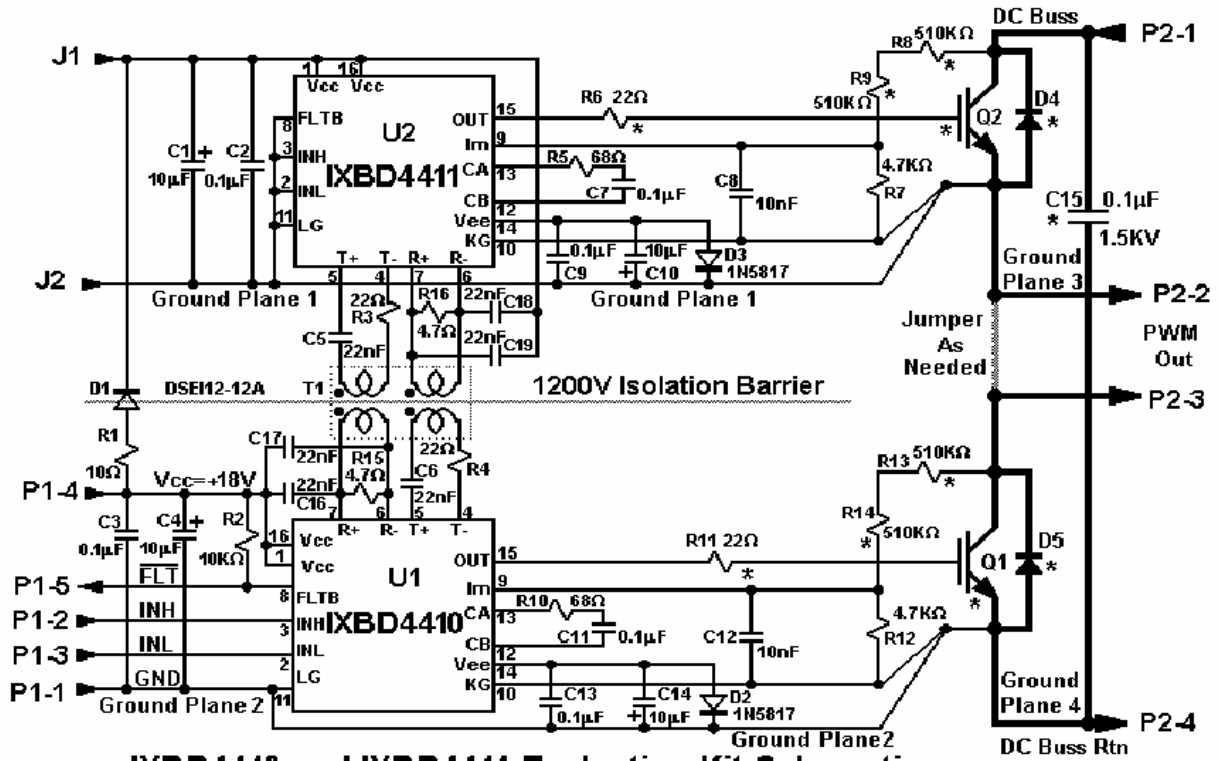 DC Buss
P2-1
J1
1
16
Vcc
Vcc
R8
510KΩ
R9
510KΩ
*
D4
*
Q2
*
FLTB
8
INH
3
INL
2
LG
11
U2
IXBD4411
OUT
15
Im
9
CA
13
CB
12
Vee
14
KG
10
R6
22Ω
*
R5
68Ω
C7
0.1µF
C8
10nF
4.7KΩ
R7
C1
+
10µF
C2
0.1µF
C15
*
0.1µF
1.5KV
0.1µF
C9
10µF
+
C10
D3
1N5817
T+
T-
R+
R-
5
4
7
6
J2
Ground Plane 1
Ground Plane 1
Ground
Plane 3
P2-2
22Ω
R3
R16
4.7Ω
22nF
C18
22nF
C19
C5
22nF
Jumper
As
Needed
PWM
Out
D1
DSEI12-12A
T1
1200V Isolation Barrier
P2-3
R1
10Ω
C17
22nF
R15
4.7Ω
C6
22nF
22Ω
R4
R13
510KΩ
*
P1-4
Vcc=+18V
22nF
C16
7
6
5
4
R+
R-
T+
T-
C3
0.1µF
C4
+
10µF
R2
10KΩ
16
Vcc
1
Vcc
U1
IXBD4410
OUT
15
Im
9
CA
13
CB
12
Vee
14
KG
10
R11
22Ω
*
R14
510KΩ
*
Q1
*
D5
*
P1-5
FLT
8
FLTB
P1-2
INH
3
INH
P1-3
INL
2
INL
P1-1
GND
11
LG
R10
68Ω
C11
0.1µF
C12
10nF
4.7KΩ
R12
Ground Plane2
C13
0.1µF
C14
+
10µF
D2
1N5817
Ground Plane2
Ground
Plane 4
P2-4
DC Buss Rtn